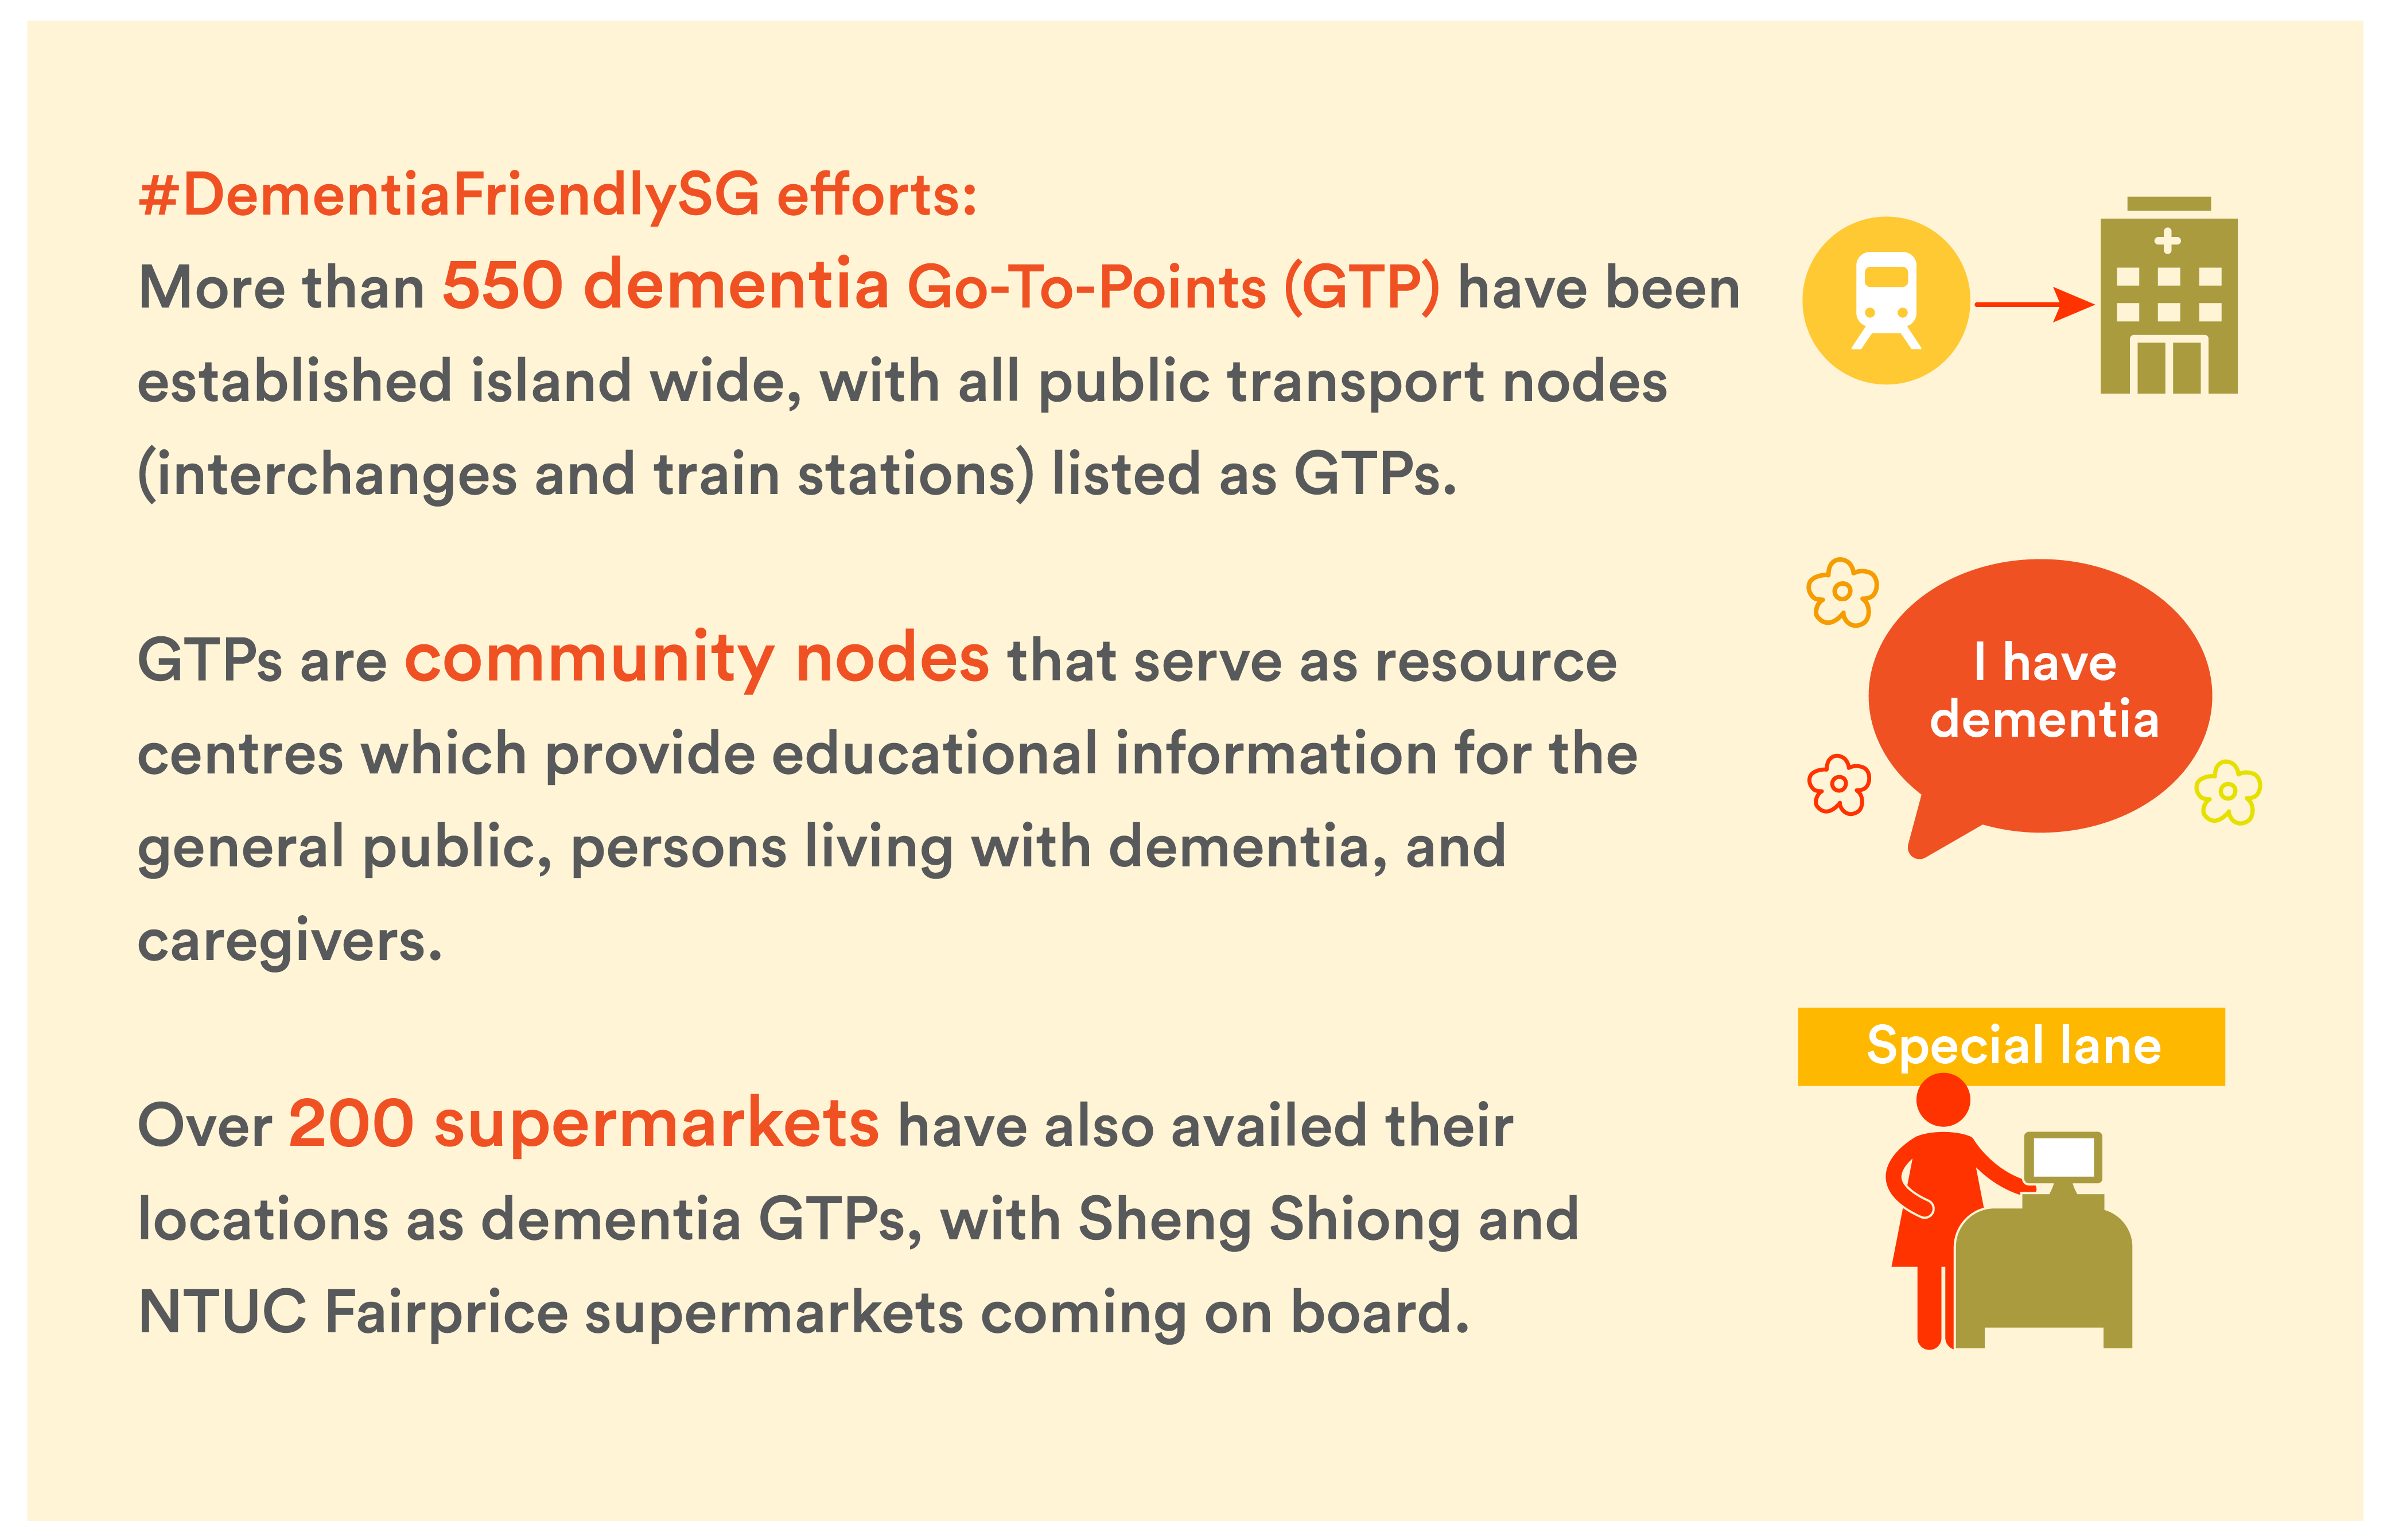 #DementiaFriendlySG efforts:
More than 550 dementia Go-To-Points (GTP) have been
established island wide, with all public transport nodes
(interchanges and train stations) listed as GTPs.
GTPs are community nodes that serve as resource
centres which provide educational information for the
general public, persons living with dementia, and
caregivers.
Over 200 supermarkets have also availed their
locations as dementia GTPs, with Sheng Shiong and
NTUC Fairprice supermarkets coming on board.
I have
dementia
Special lane